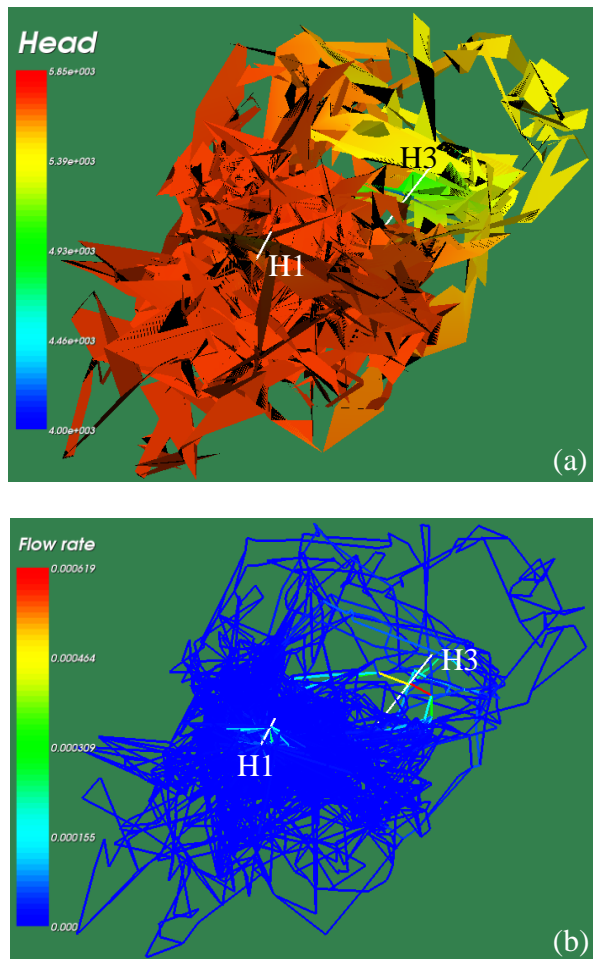 Head
5.85e+003
5.39e+003
4.93e+003
4.46e+003
4.00e+003
H3
H1
(a)
Flow rate
0.000619
0.000464
0.000309
0.000155
0.000
H3
H1
(b)